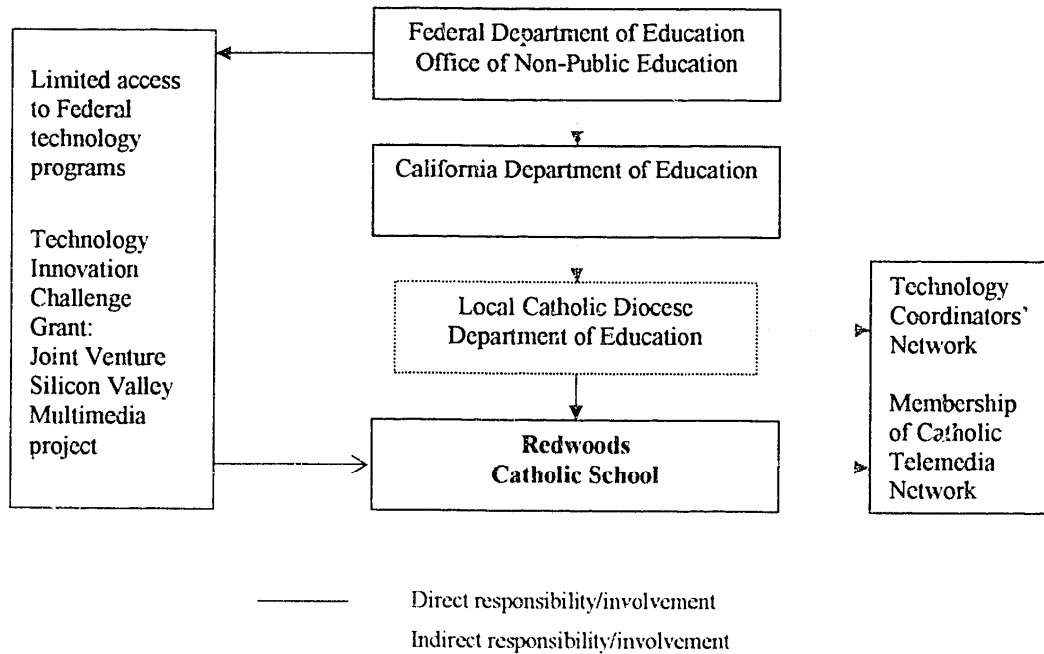 Federal Department of Education
Office of Non-Public Education
Limited access
to Federal
technology
programs
Technology
Innovation
Challenge
Grant:
Joint Venture
Silicon Valley
Multimedia
project
California Department of Education
Local Catholic Diocese
Department of Education
Redwoods
Catholic School
Technology
Coordinators’
Network
Membership
of Catholic
Telemedia
Network
Direct responsibility/involvement
Indirect responsibility/involvement